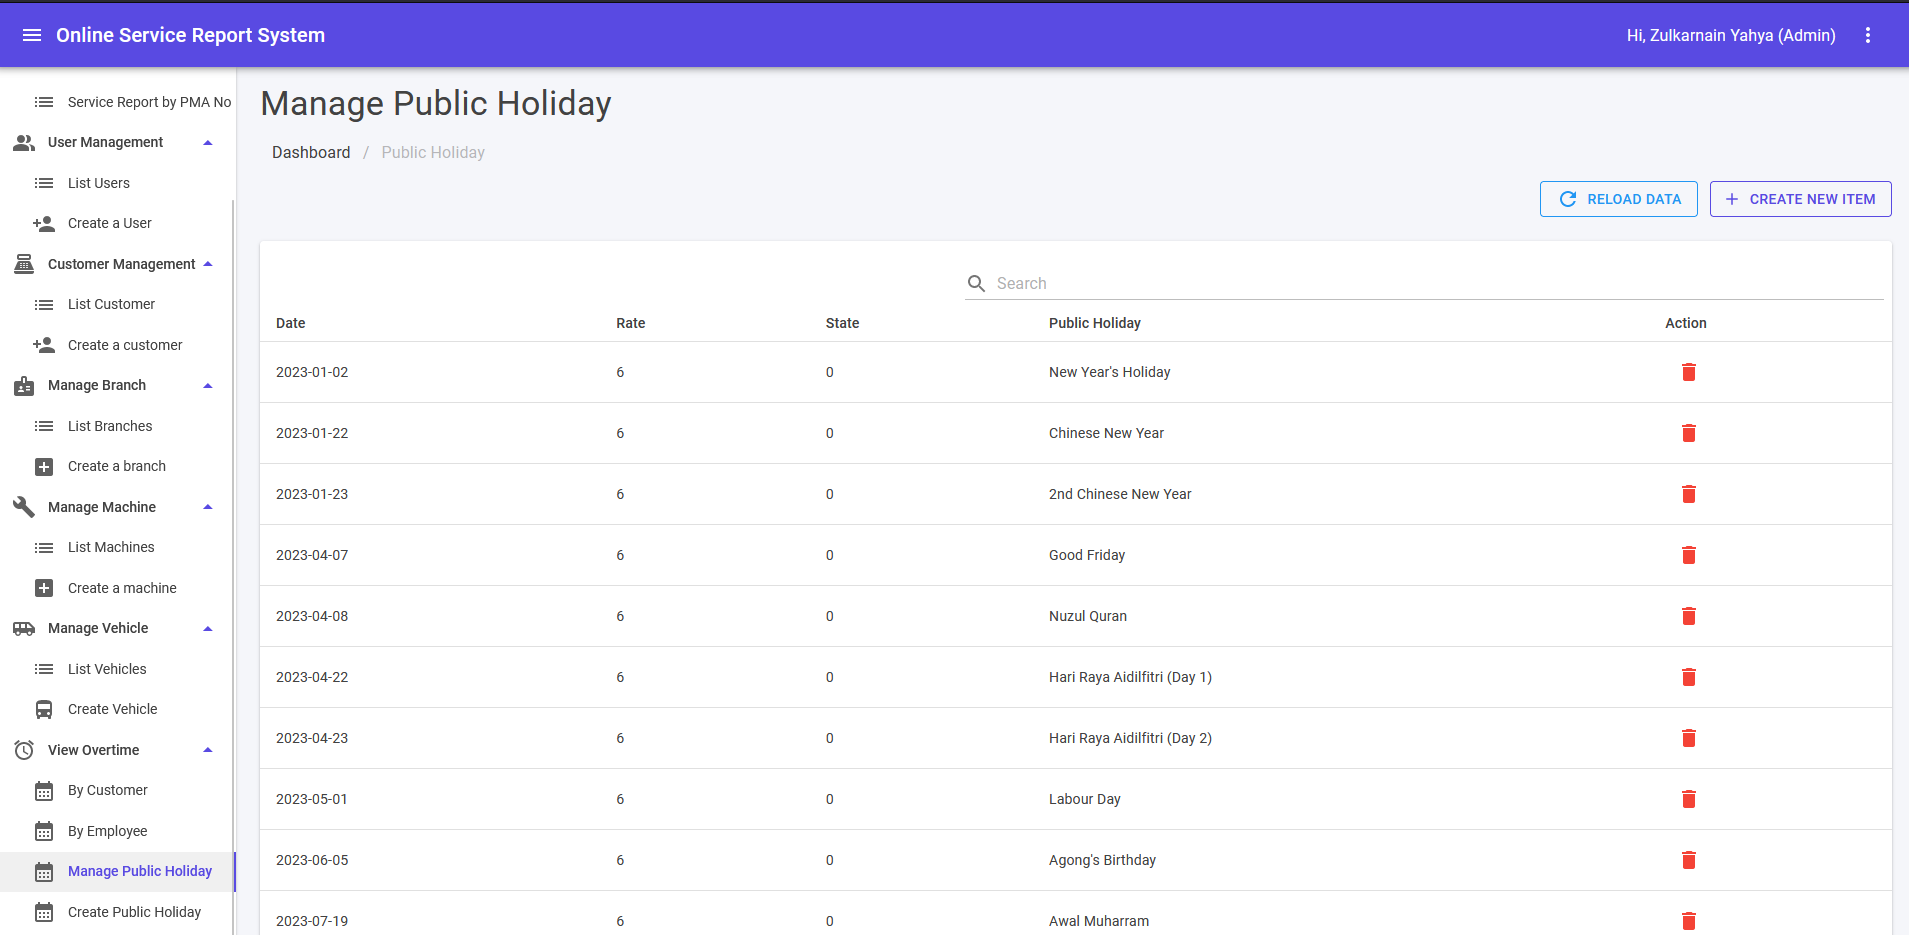 Online Service Report System
Hi, Zulkarnain Yahya (Admin)
Service Report by PMA No
User Management
List Users
Create a User
Customer Management
List Customer
Create a customer
Manage Branch
List Branches
Create a branch
Manage Machine
List Machines
Create a machine
Manage Vehicle
List Vehicles
Create Vehicle
View Overtime
By Customer
By Employee
Manage Public Holiday
Create Public Holiday
Manage Public Holiday
Dashboard / Public Holiday
RELOAD DATA
CREATE NEW ITEM
Search
Date Rate State Public Holiday Action
2023-01-02 6 0 New Year's Holiday
2023-01-22 6 0 Chinese New Year
2023-01-23 6 0 2nd Chinese New Year
2023-04-07 6 0 Good Friday
2023-04-08 6 0 Nuzul Quran
2023-04-22 6 0 Hari Raya Aidilfitri (Day 1)
2023-04-23 6 0 Hari Raya Aidilfitri (Day 2)
2023-05-01 6 0 Labour Day
2023-06-05 6 0 Agong's Birthday
2023-07-19 6 0 Awal Muharram